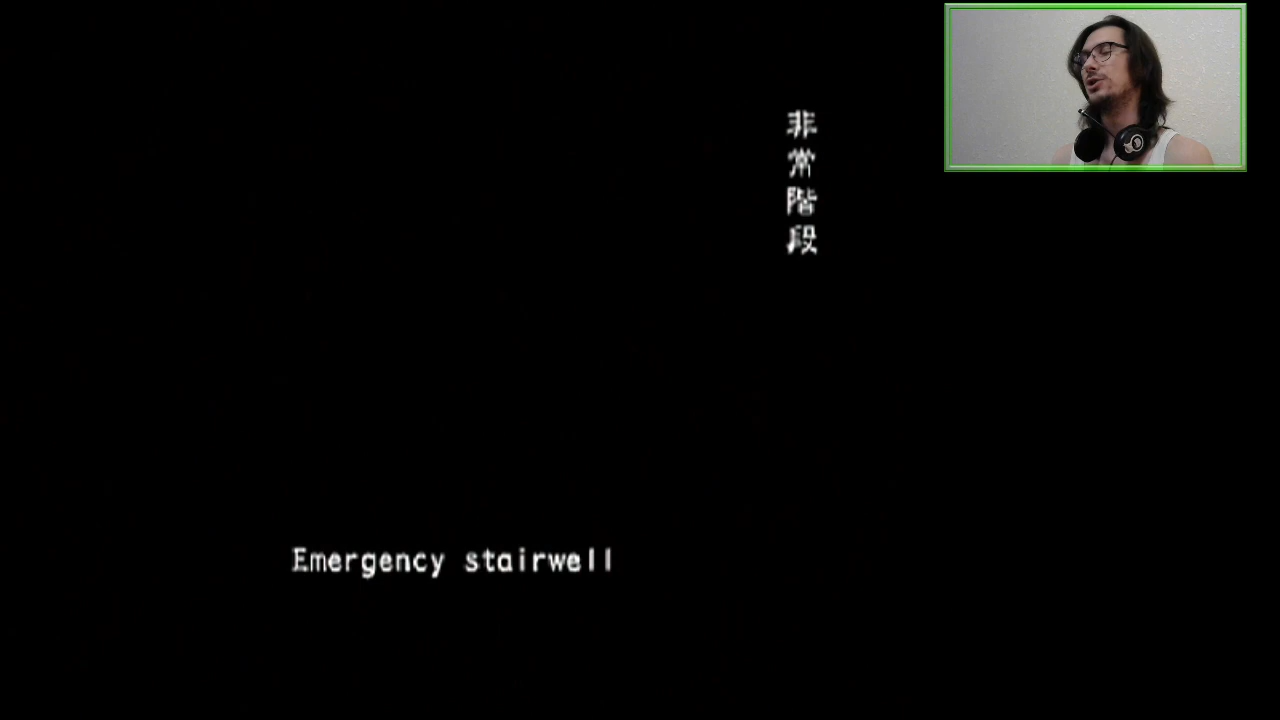 非常階段
Emergency stairwell